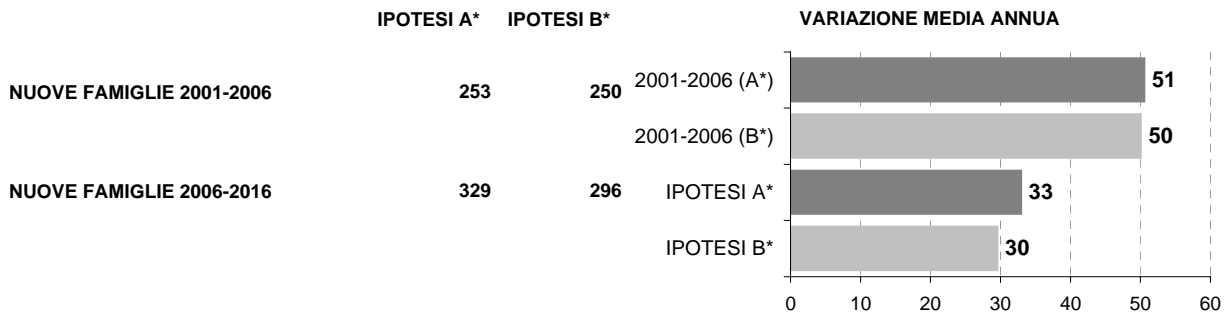 IPOTESI A* IPOTESI B* VARIAZIONE MEDIA ANNUA
NUOVE FAMIGLIE 2001-2006 253 250
NUOVE FAMIGLIE 2006-2016 329 296
2001-2006 (A*) 51
2001-2006 (B*) 50
IPOTESI A* 33
IPOTESI B* 30
0 10 20 30 40 50 60